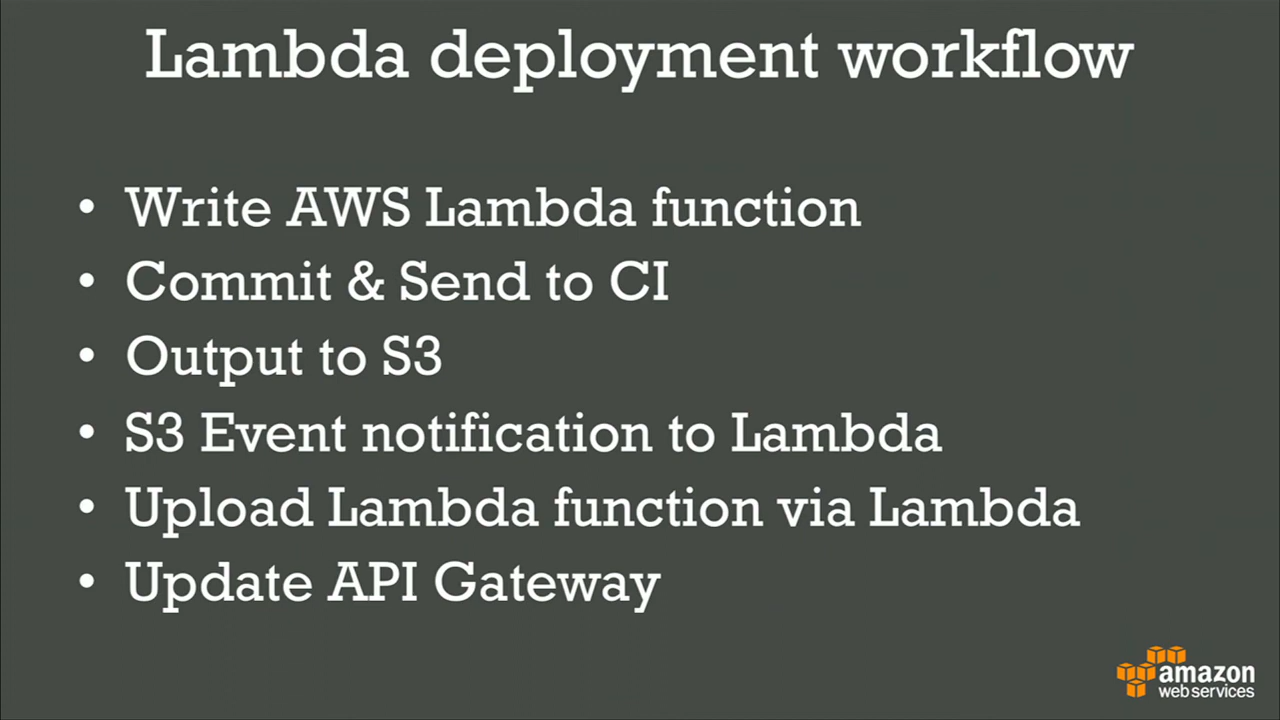 Lambda deployment workflow
• Write AWS Lambda function
• Commit & Send to CI
• Output to S3
• S3 Event notification to Lambda
• Upload Lambda function via Lambda
• Update API Gateway
amazon
web services